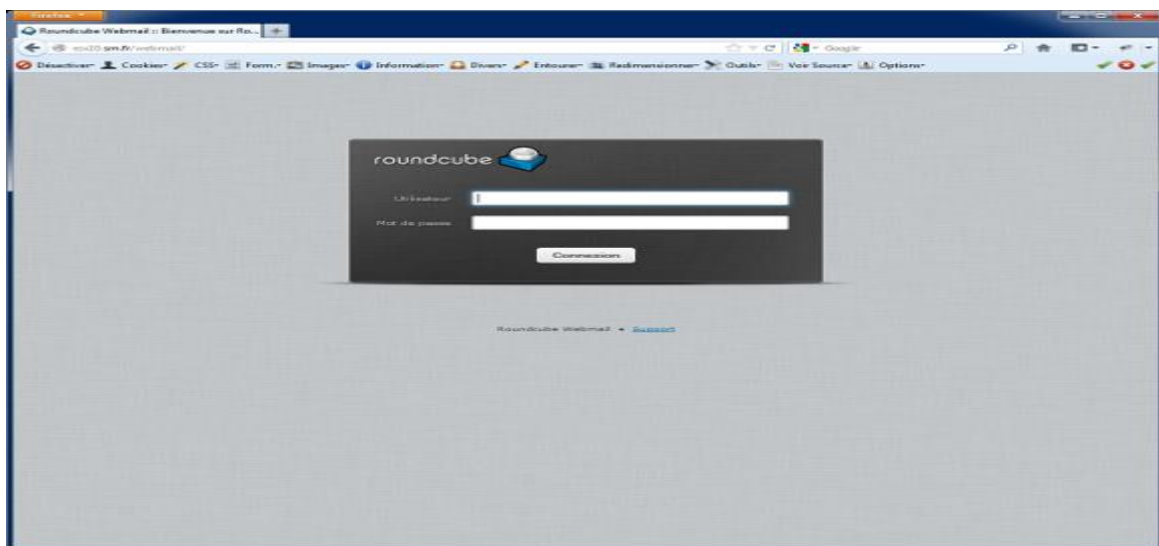 Firefox
Roundcube Webmail :: Bienvenue sur Ro...
sm.fr/webmail/
Google
Désactiver Cookies CSS Form. Images Information Divers Entourer Redimensionner Outils Voir Source Options
roundcube
Utilisateur
Mot de passe
Connexion
Roundcube Webmail • Support